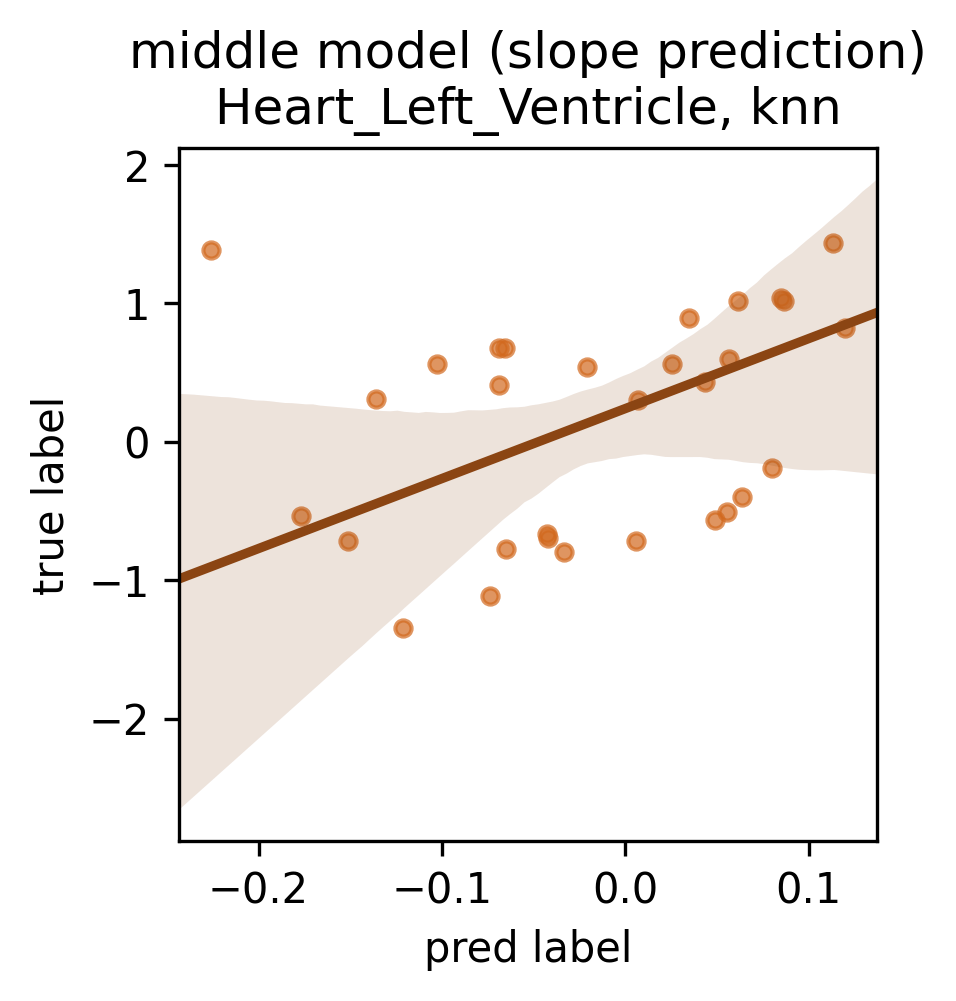 middle model (slope prediction)
Heart_Left_Ventricle, knn
2
1
0
−1
−2
true label
−0.2
−0.1
0.0
0.1
pred label